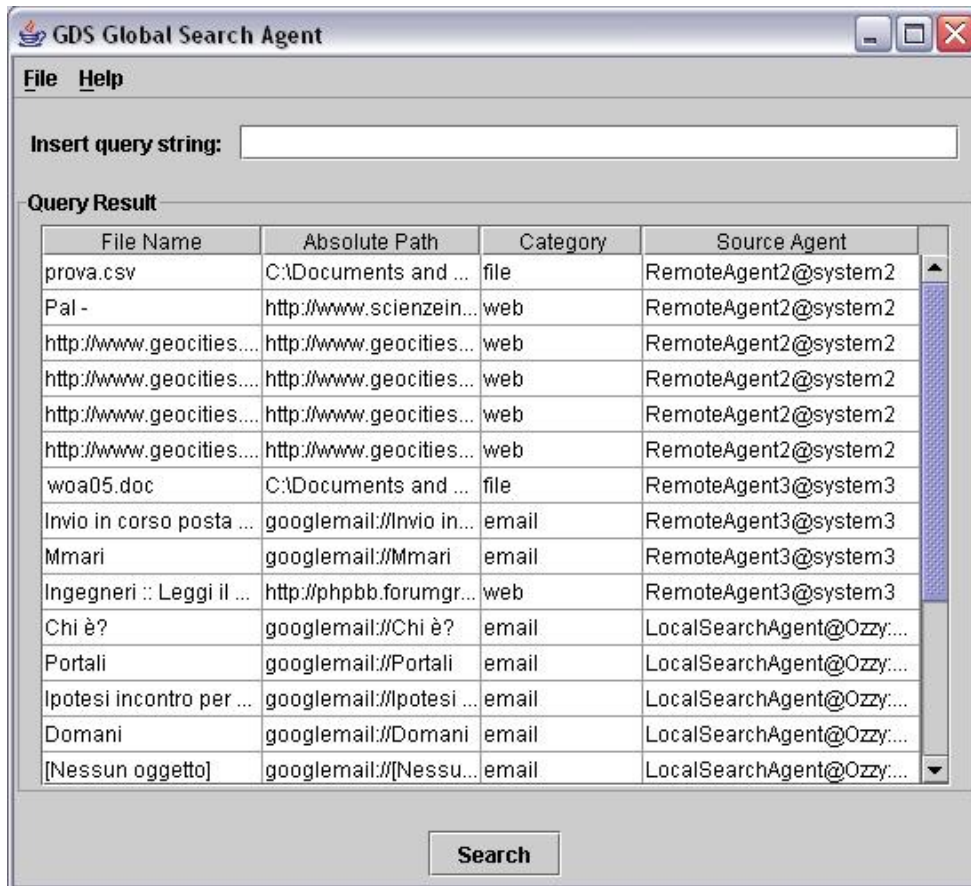 GDS Global Search Agent
File Help
Insert query string:
Query Result
File Name Absolute Path Category Source Agent
prova.csv C:\Documents and ... file RemoteAgent2@system2
Pal - http://www.scienzein... web RemoteAgent2@system2
http://www.geocities.... http://www.geocities... web RemoteAgent2@system2
http://www.geocities.... http://www.geocities... web RemoteAgent2@system2
http://www.geocities.... http://www.geocities... web RemoteAgent2@system2
http://www.geocities.... http://www.geocities... web RemoteAgent2@system2
woa05.doc C:\Documents and ... file RemoteAgent3@system3
Invio in corso posta ... googlemail://Invio in... email RemoteAgent3@system3
Mmari googlemail://Mmari email RemoteAgent3@system3
Ingegneri :: Leggi il ... http://phpbb.forumgr... web RemoteAgent3@system3
Chi è? googlemail://Chi è? email LocalSearchAgent@Ozzy:...
Portali googlemail://Portali email LocalSearchAgent@Ozzy:...
Ipotesi incontro per ... googlemail://Ipotesi ... email LocalSearchAgent@Ozzy:...
Domani googlemail://Domani email LocalSearchAgent@Ozzy:...
[Nessun oggetto] googlemail://[Nessu... email LocalSearchAgent@Ozzy:...
Search